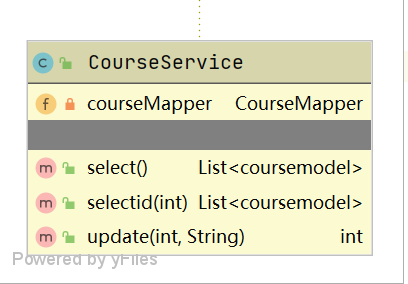 CourseService
courseMapper CourseMapper
select() List<coursemodel>
selectid(int) List<coursemodel>
update(int, String) int
Powered by yFiles